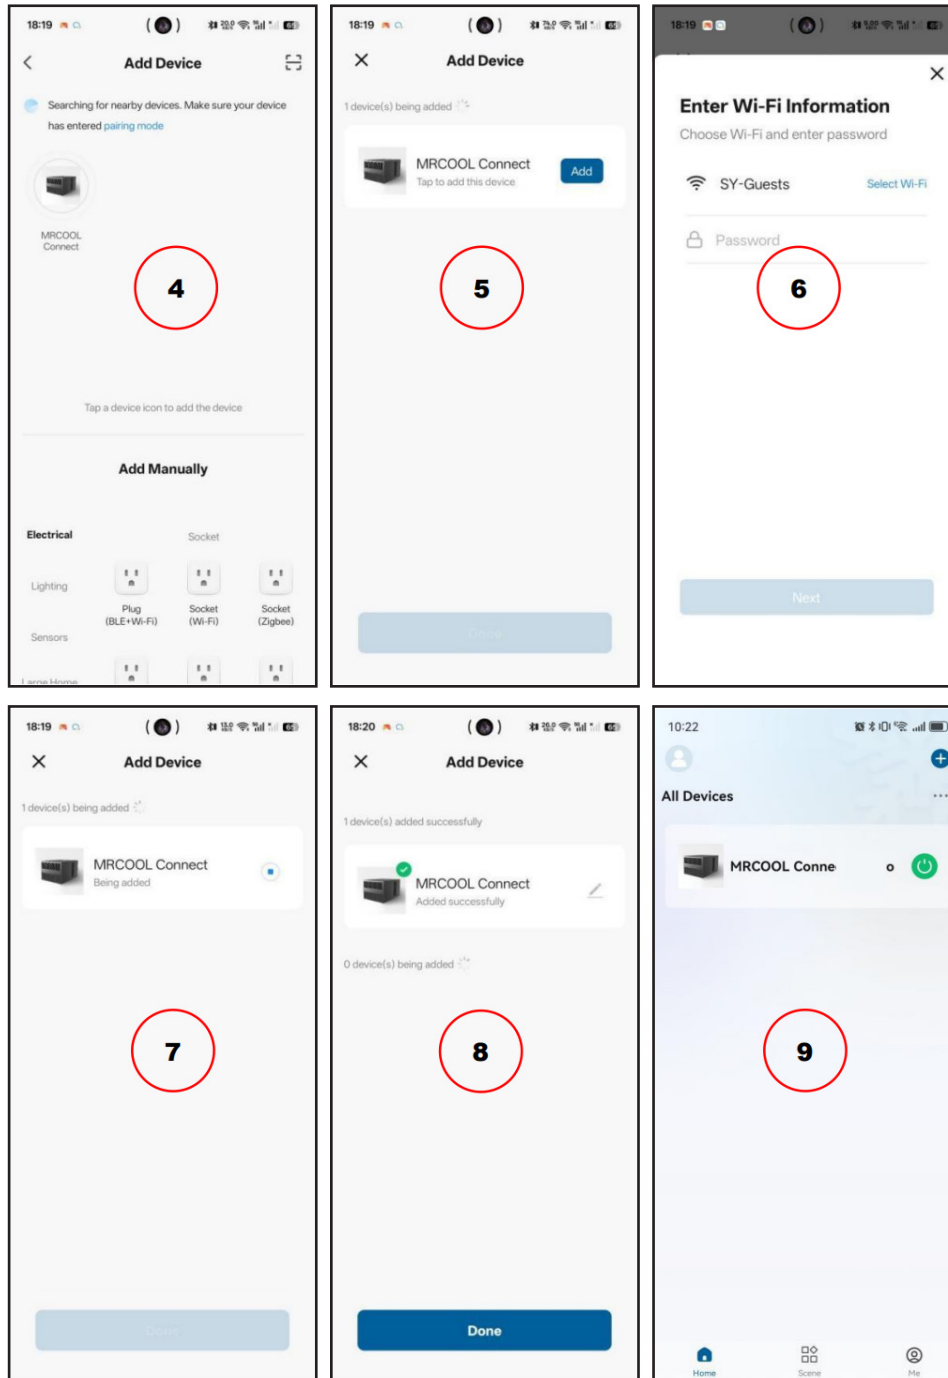 18:19
Add Device
Searching for nearby devices. Make sure your device
has entered pairing mode
MRCOOL
Connect
4
Tap a device icon to add the device
Add Manually
Electrical
Socket
Lighting
Plug
(BLE+Wi-Fi)
Socket
(Wi-Fi)
Socket
(Zigbee)
Sensors
Large Home
18:19
Add Device
1 device(s) being added
MRCOOL Connect
Tap to add this device
Add
5
Done
18:19
Enter Wi-Fi Information
Choose Wi-Fi and enter password
SY-Guests
Select Wi-Fi
Password
6
Next
18:19
Add Device
1 device(s) being added
MRCOOL Connect
Being added
7
Done
18:20
Add Device
1 device(s) added successfully
MRCOOL Connect
Added successfully
0 device(s) being added
8
Done
10:22
All Devices
MRCOOL Conne o
9
Home
Scene
Me